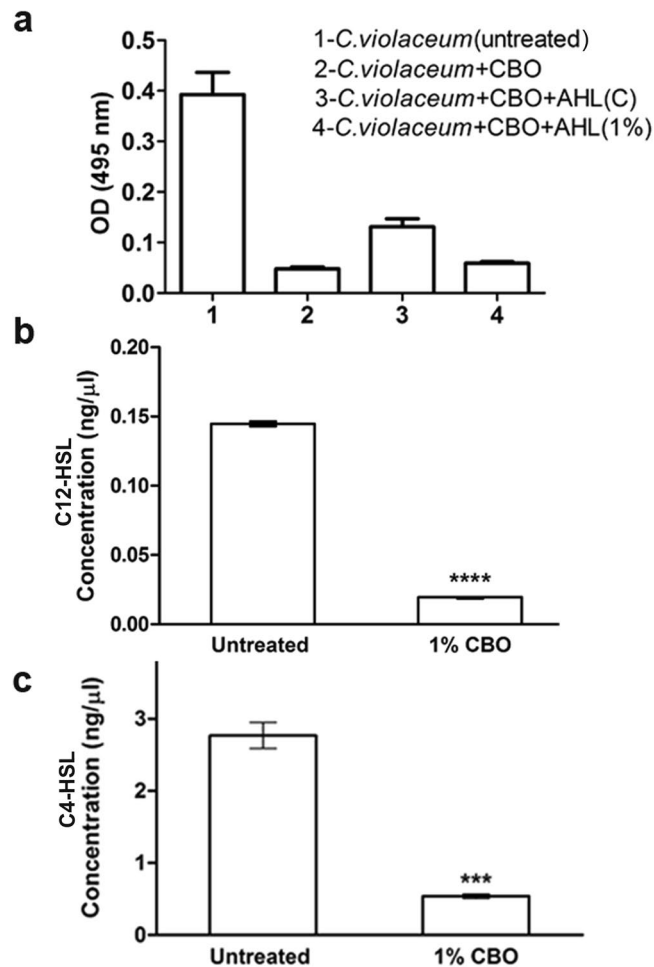 a
1-C.violaceum(untreated)
2-C.violaceum+CBO
3-C.violaceum+CBO+AHL(C)
4-C.violaceum+CBO+AHL(1%)
OD (495 nm)
0.5
0.4
0.3
0.2
0.1
0.0
1 2 3 4
b
C12-HSL
Concentration (ng/µl)
0.20
0.15
0.10
0.05
0.00
****
Untreated 1% CBO
c
C4-HSL
Concentration (ng/µl)
3
2
1
0
***
Untreated 1% CBO